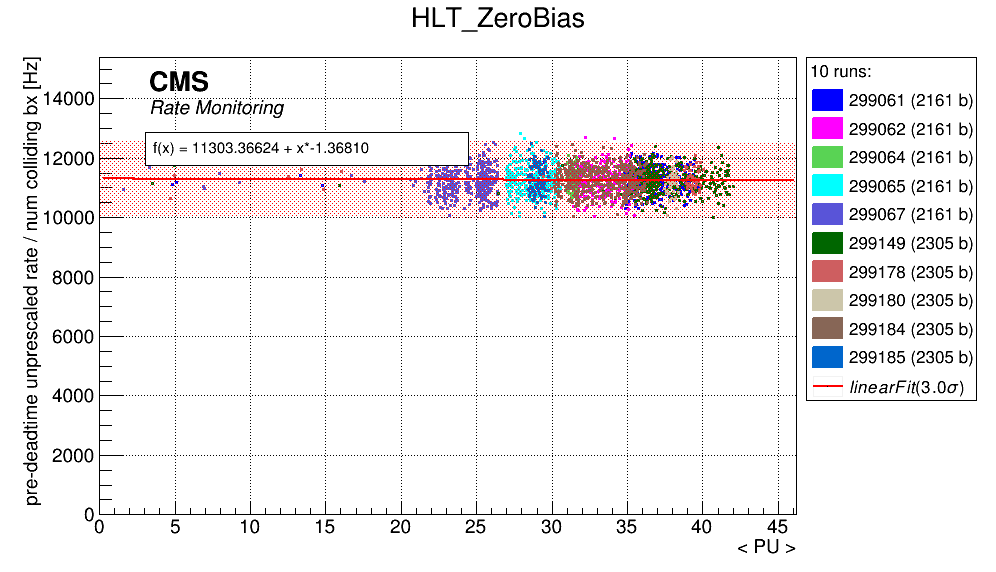 HLT_ZeroBias
pre-deadtime unprescaled rate / num colliding bx [Hz]
CMS
Rate Monitoring
f(x) = 11303.36624 + x*-1.36810
14000
12000
10000
8000
6000
4000
2000
0
0 5 10 15 20 25 30 35 40 45
< PU >
10 runs:
299061 (2161 b)
299062 (2161 b)
299064 (2161 b)
299065 (2161 b)
299067 (2161 b)
299149 (2305 b)
299178 (2305 b)
299180 (2305 b)
299184 (2305 b)
299185 (2305 b)
linearFit(3.0σ)